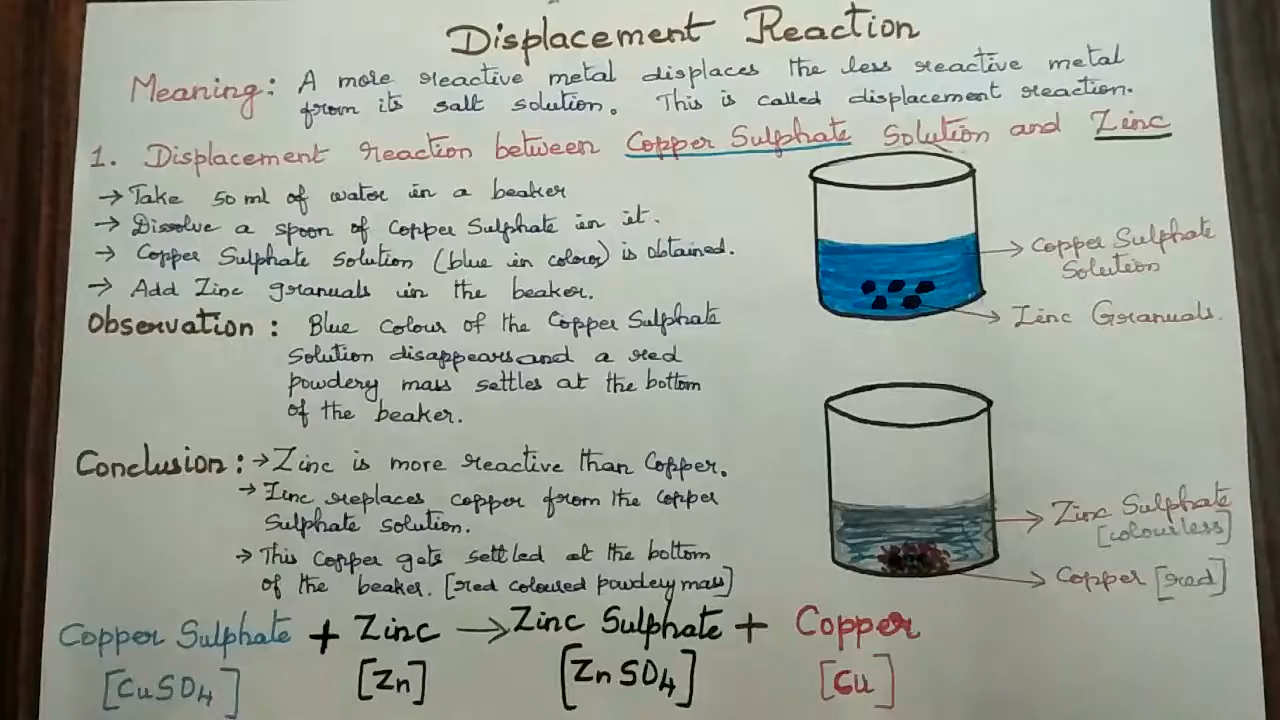 Displacement Reaction
Meaning: A more reactive metal displaces the less reactive metal
from its salt solution. This is called displacement reaction.
1. Displacement reaction between Copper Sulphate Solution and Zinc
→ Take 50 ml of water in a beaker
→ Dissolve a spoon of Copper Sulphate in it.
→ Copper Sulphate Solution (blue in colour) is obtained.
→ Add Zinc granuals in the beaker.
Copper Sulphate
Solution
Zinc Granuals.
Observation: Blue colour of the Copper Sulphate
Solution disappears and a red
powdery mass settles at the bottom
of the beaker.
Conclusion: → Zinc is more reactive than Copper.
→ Zinc replaces copper from the copper
Sulphate solution.
→ This copper gets settled at the bottom
of the beaker. [red coloured powdery mass]
Zinc Sulphate
[colourless]
Copper [red]
Copper Sulphate + Zinc → Zinc Sulphate + Copper
[CuSO4] [Zn] [ZnSO4] [Cu]